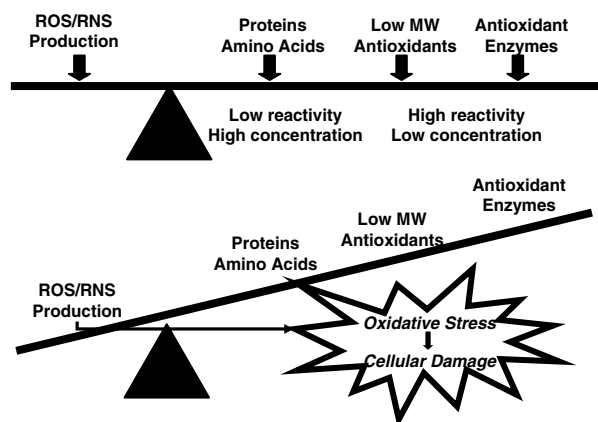 ROS/RNS
Production
Proteins
Amino Acids
Low MW
Antioxidants
Antioxidant
Enzymes
Low reactivity
High concentration
High reactivity
Low concentration
Antioxidant
Enzymes
Low MW
Antioxidants
Proteins
Amino Acids
ROS/RNS
Production
Oxidative Stress
Cellular Damage